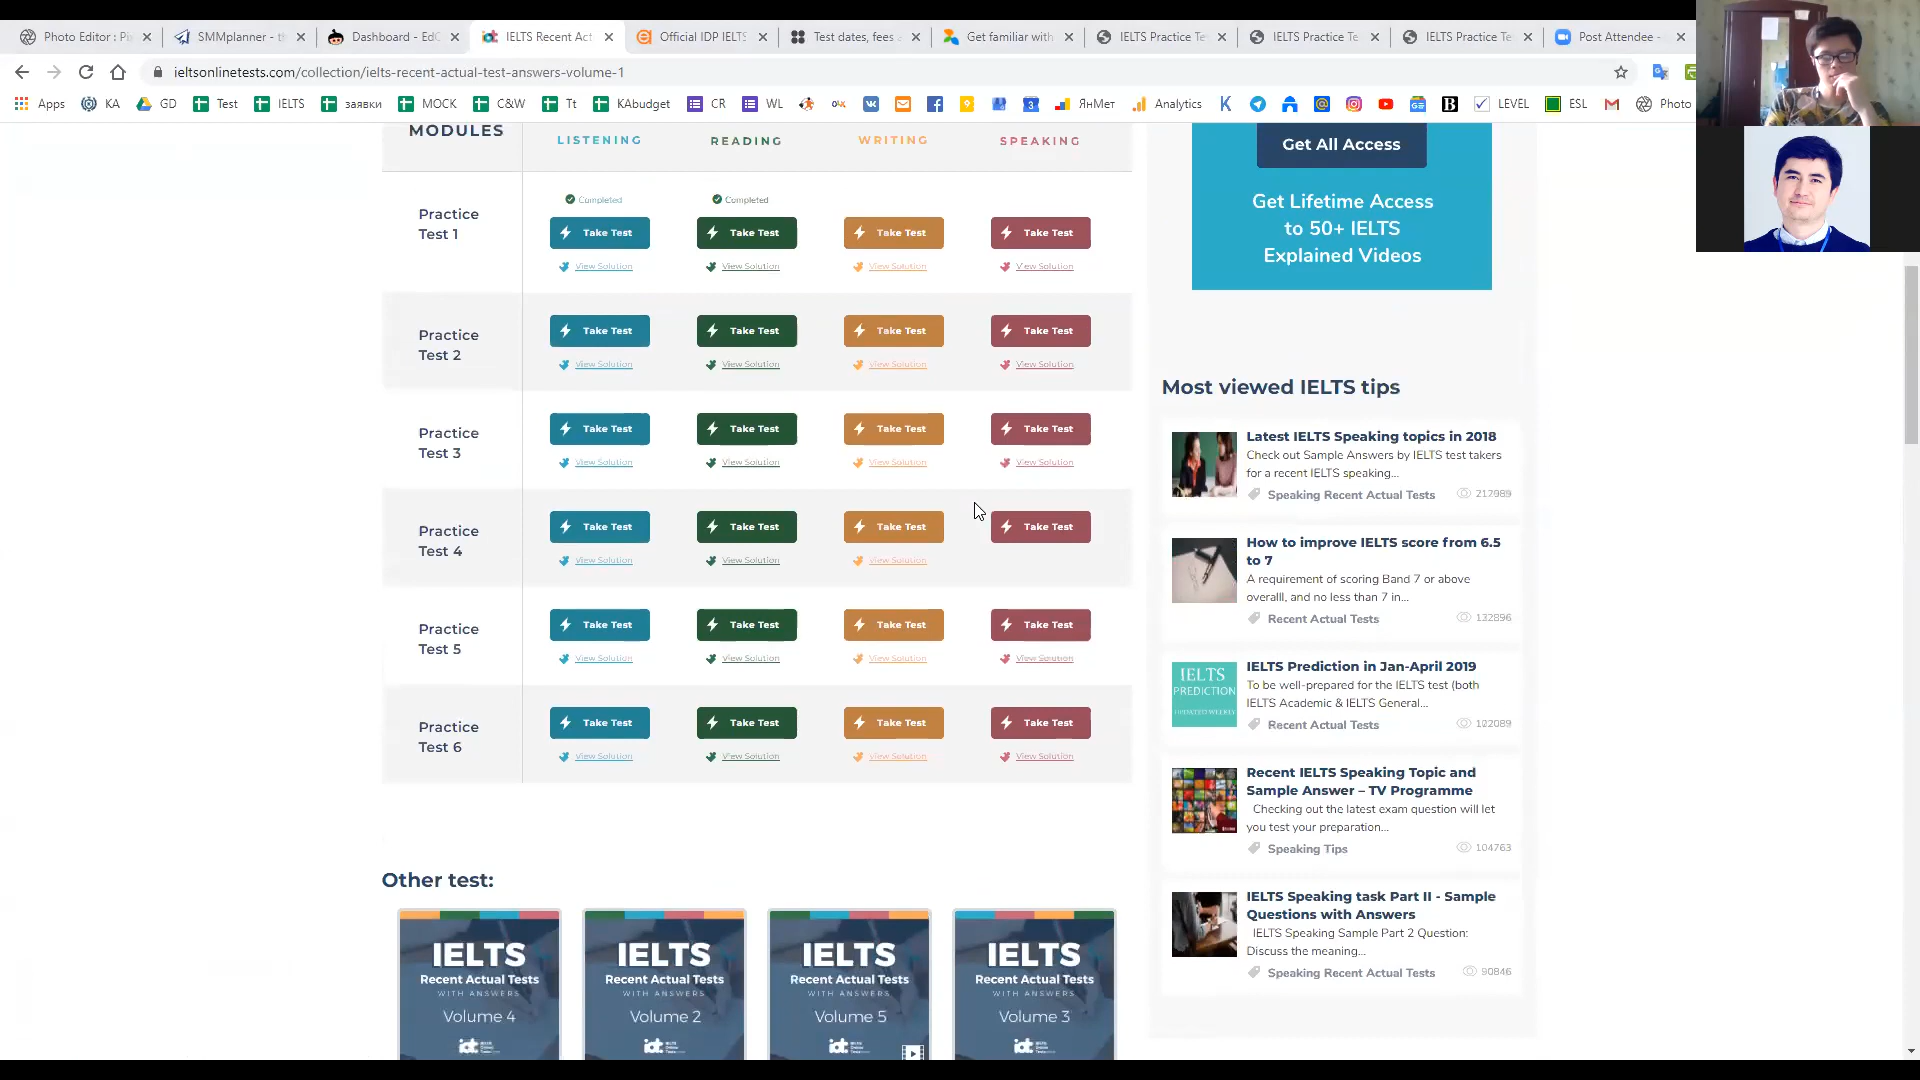 Photo Editor : Pi
SMMplanner - th
Dashboard - EdC
IELTS Recent Act
Official IDP IELTS
Test dates, fees a
Get familiar with
IELTS Practice Te
IELTS Practice Te
IELTS Practice Te
Post Attendee -
ieltsonlinetests.com/collection/ielts-recent-actual-test-answers-volume-1
Apps KA GD Test IELTS заявки MOCK C&W Tt KAbudget CR WL ЯнМет Analytics LEVEL ESL Photo
MODULES LISTENING READING WRITING SPEAKING
Completed Completed
Practice
Test 1
Take Test Take Test Take Test Take Test
View Solution View Solution View Solution View Solution
Practice
Test 2
Take Test Take Test Take Test Take Test
View Solution View Solution View Solution View Solution
Practice
Test 3
Take Test Take Test Take Test Take Test
View Solution View Solution View Solution View Solution
Practice
Test 4
Take Test Take Test Take Test Take Test
View Solution View Solution View Solution
Practice
Test 5
Take Test Take Test Take Test Take Test
View Solution View Solution View Solution View Solution
Practice
Test 6
Take Test Take Test Take Test Take Test
View Solution View Solution View Solution View Solution
Other test:
IELTS
Recent Actual Tests
WITH ANSWERS
Volume 4
iot
IELTS
Recent Actual Tests
WITH ANSWERS
Volume 2
iot
IELTS
Recent Actual Tests
WITH ANSWERS
Volume 5
iot
IELTS
Recent Actual Tests
WITH ANSWERS
Volume 3
iot
Get All Access
Get Lifetime Access
to 50+ IELTS
Explained Videos
Most viewed IELTS tips
Latest IELTS Speaking topics in 2018
Check out Sample Answers by IELTS test takers
for a recent IELTS speaking...
Speaking Recent Actual Tests 217989
How to improve IELTS score from 6.5
to 7
A requirement of scoring Band 7 or above
overalll, and no less than 7 in...
Recent Actual Tests 132896
IELTS
PREDICTION
IELTS Prediction in Jan-April 2019
To be well-prepared for the IELTS test (both
IELTS Academic & IELTS General...
Recent Actual Tests 102089
Recent IELTS Speaking Topic and
Sample Answer – TV Programme
Checking out the latest exam question will let
you test your preparation...
Speaking Tips 104763
IELTS Speaking task Part II - Sample
Questions with Answers
IELTS Speaking Sample Part 2 Question:
Discuss the meaning...
Speaking Recent Actual Tests 90846